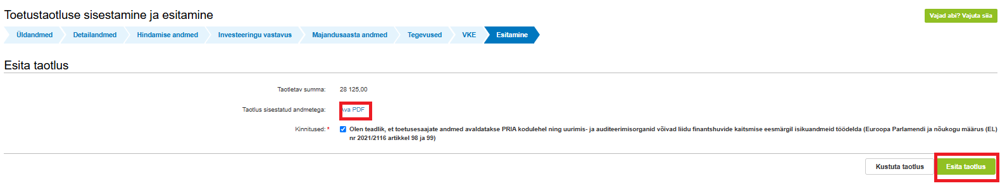 Toetustaotluse sisestamine ja esitamine
Vajad abi? Vajuta siia
Üldandmed
Detailandmed
Hindamise andmed
Investeeringu vastavus
Majandusaasta andmed
Tegevused
VKE
Esitamine
Esita taotlus
Taotletav summa: 28 125,00
Taotlus sisestatud andmetega: Ava PDF
Kinnitused: * Olen teadlik, et toetusesaajate andmed avaldatakse PRIA kodulehel ning uurimis- ja auditeerimisorganid võivad liidu finantshuvide kaitsmise eesmärgil isikuandmeid töödelda (Euroopa Parlamendi ja nõukogu määrus (EL)
nr 2021/2116 artikkel 98 ja 99)
Kustuta taotlus
Esita taotlus